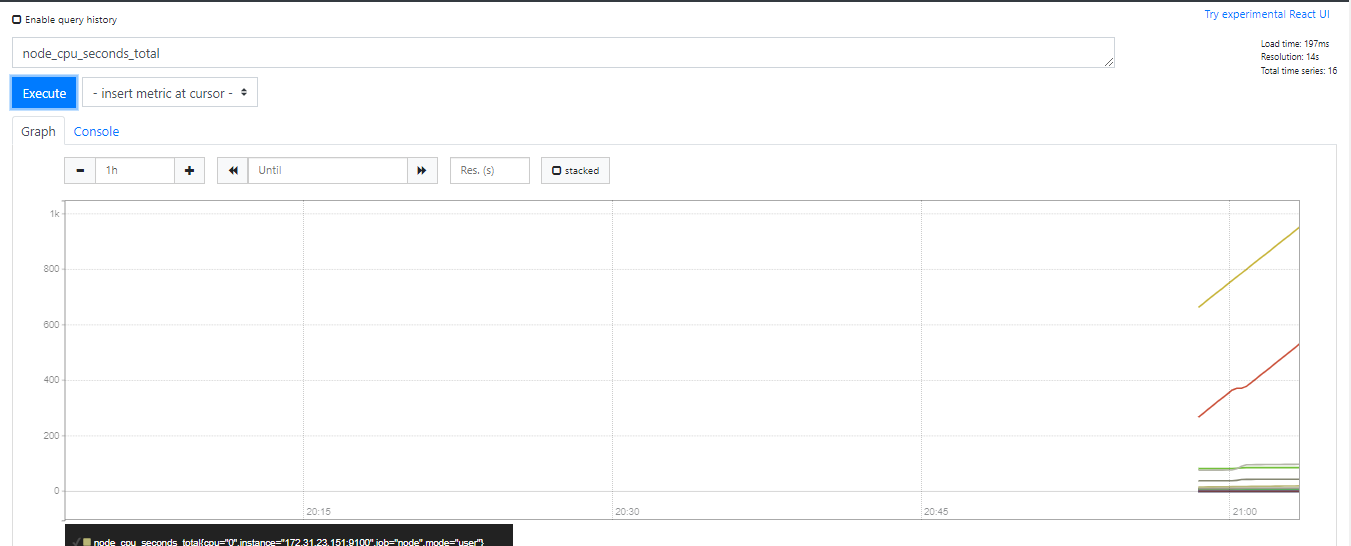 Enable query history
Try experimental React UI
node_cpu_seconds_total
Load time: 197ms
Resolution: 14s
Total time series: 16
Execute
- insert metric at cursor -
Graph
Console
1h
Until
Res. (s)
stacked
1k
800
600
400
200
0
20:15
20:30
20:45
21:00
node_cpu_seconds_total{cpu="0",instance="172.31.23.151:9100",job="node",mode="user"}